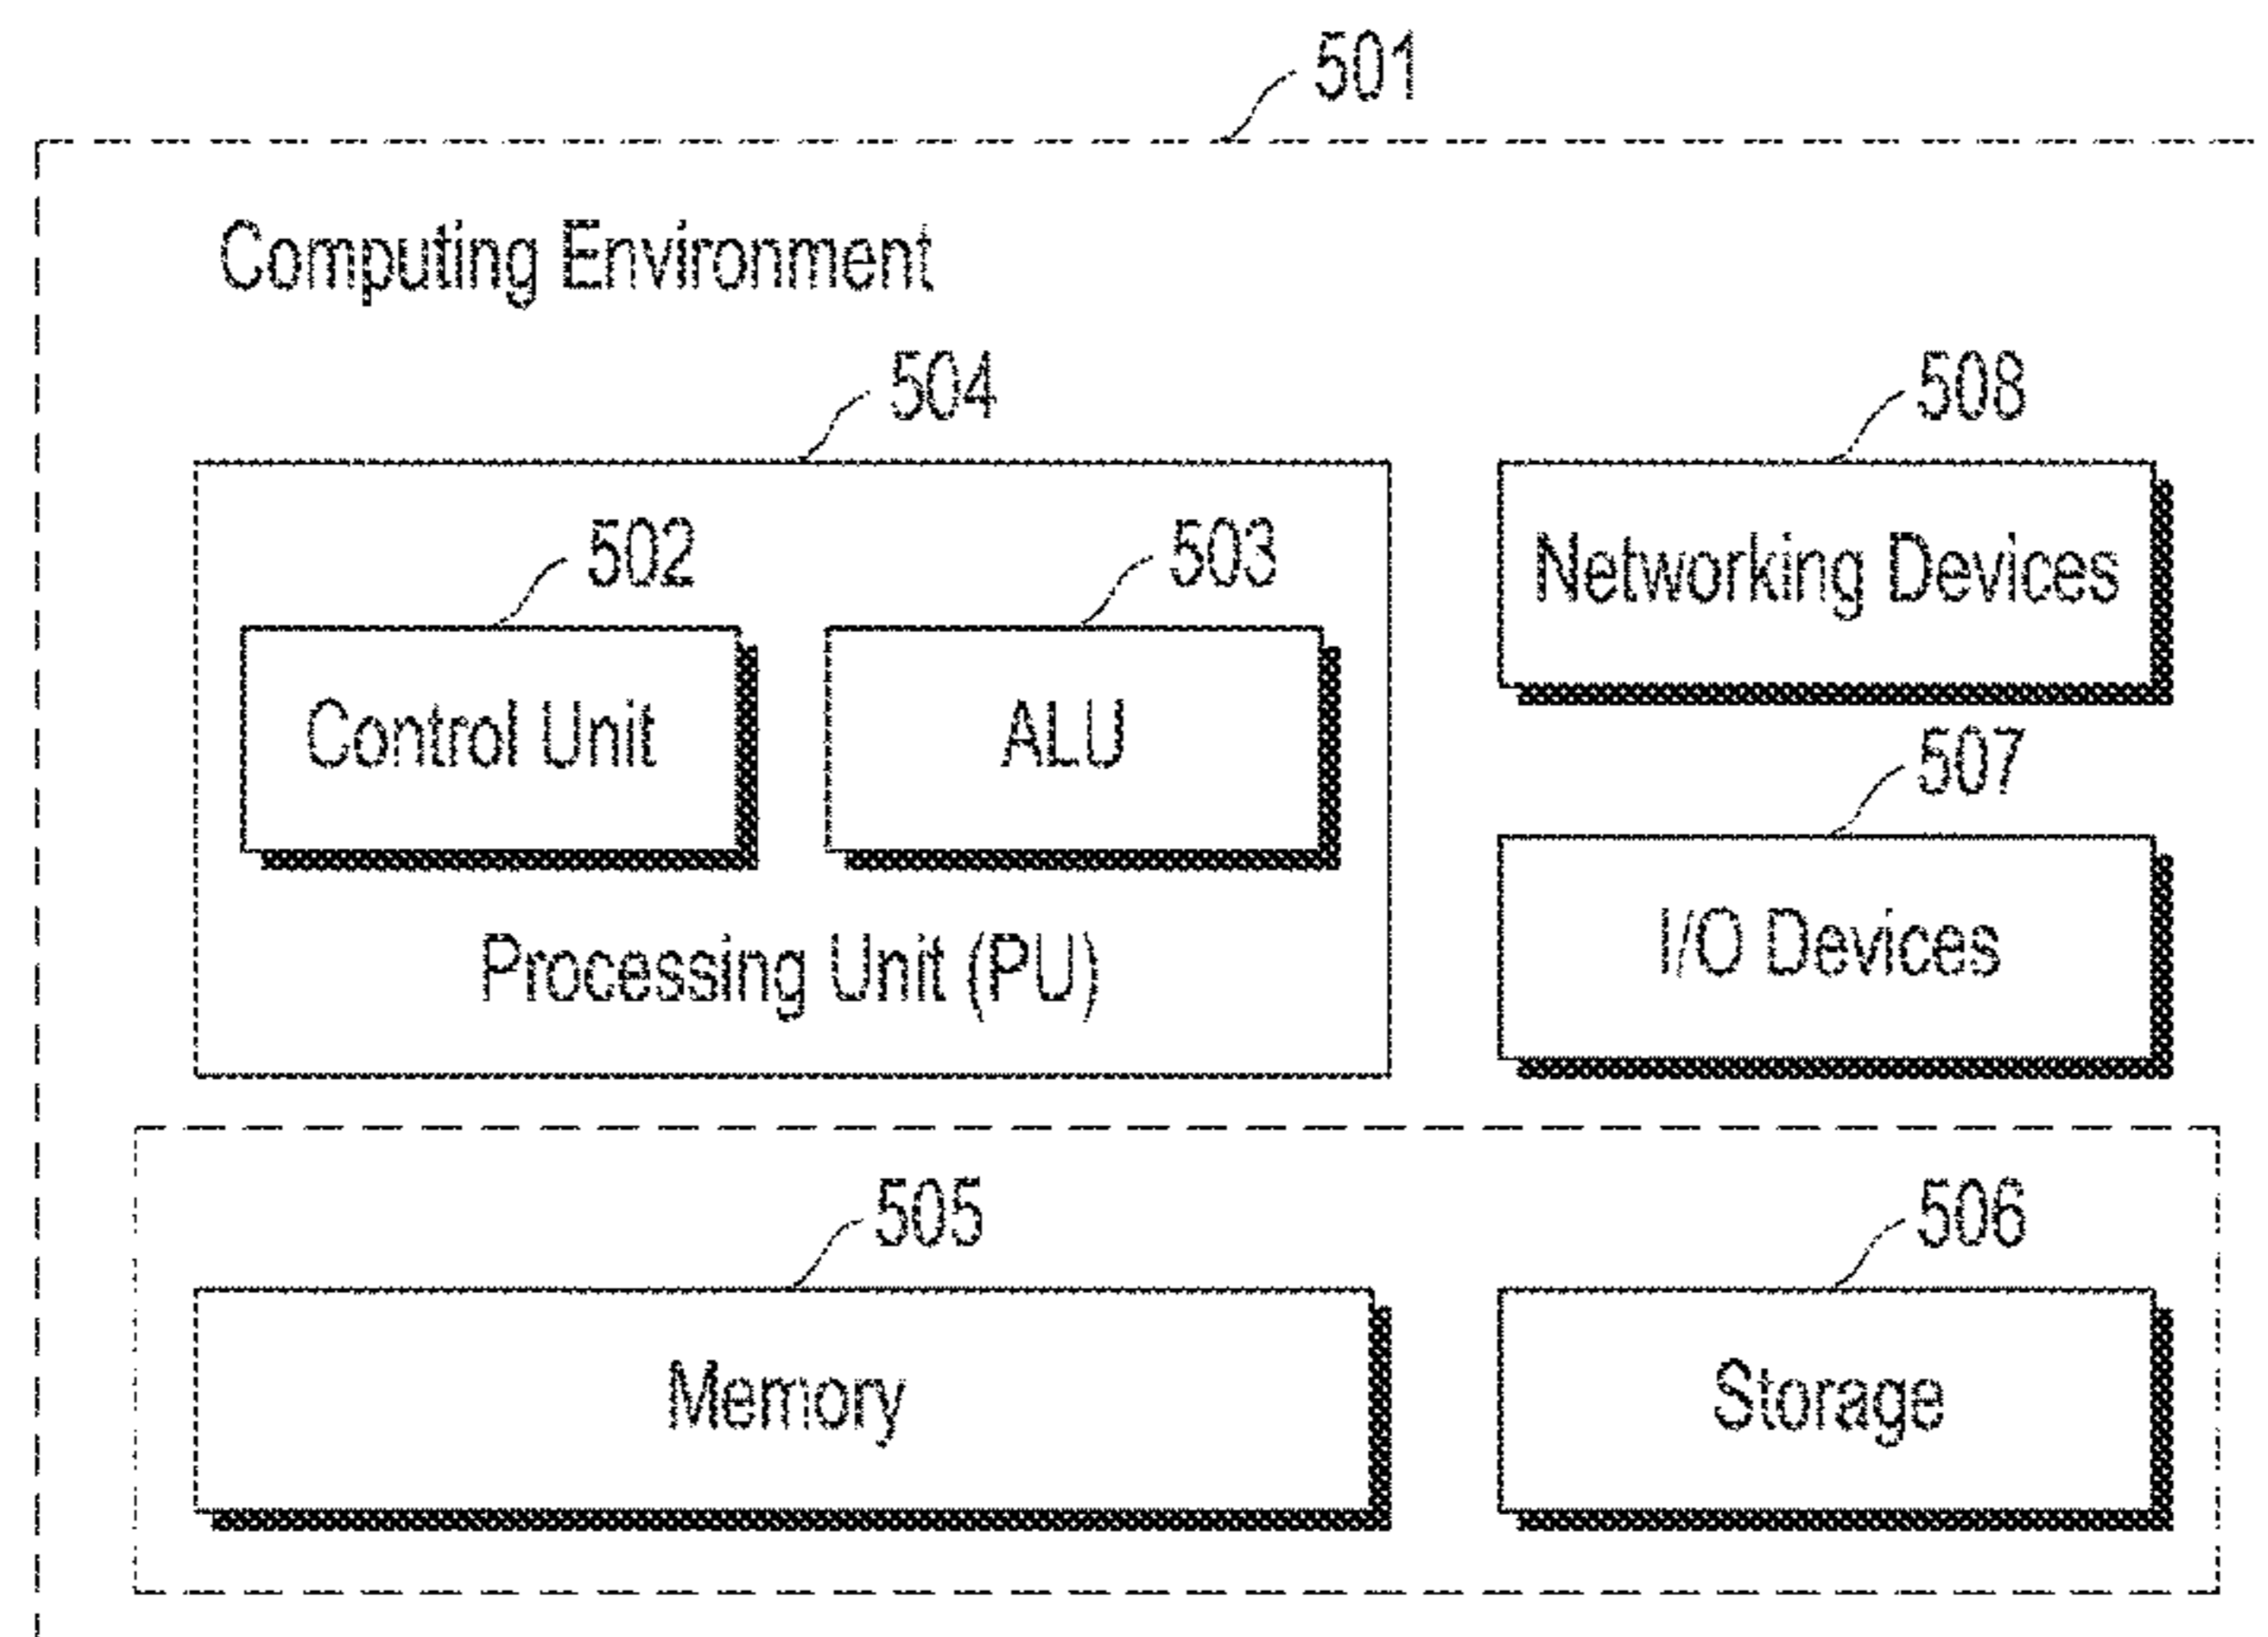 501
Computing Environment
504
508
502
503
Networking Devices
Control Unit
ALU
507
I/O Devices
Processing Unit (PU)
505
506
Memory
Storage